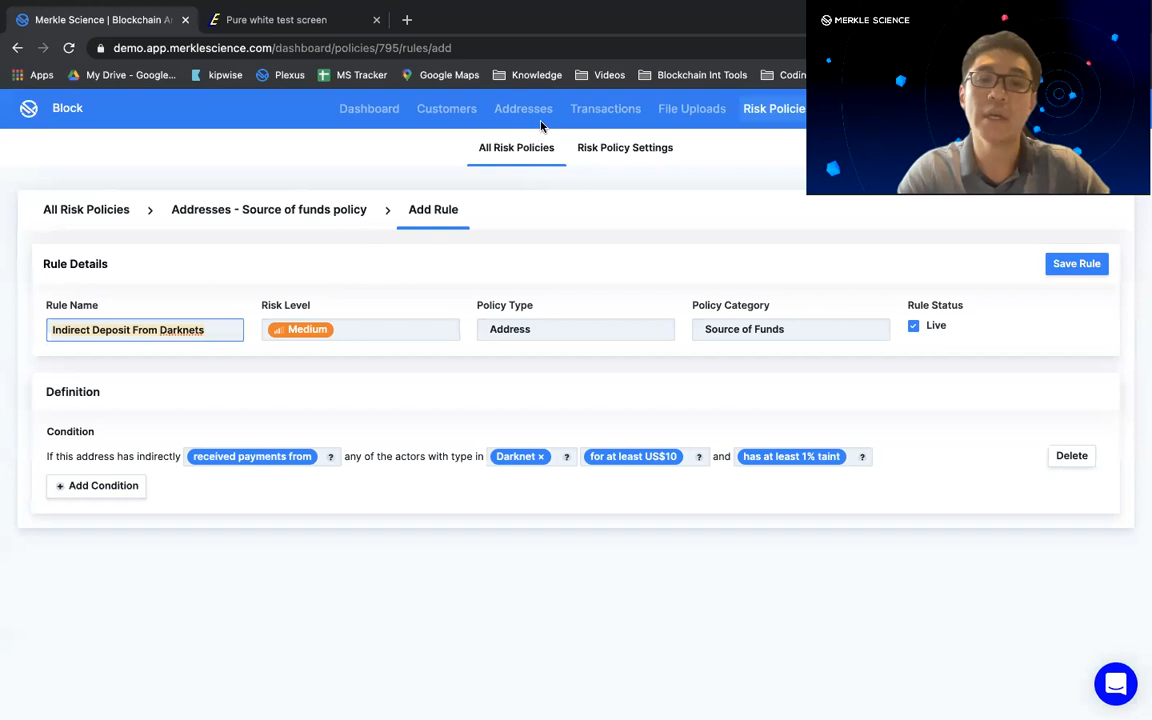 Merkle Science | Blockchain A
Pure white test screen
demo.app.merklescience.com/dashboard/policies/795/rules/add
Apps My Drive - Google... kipwise Plexus MS Tracker Google Maps Knowledge Videos Blockchain Int Tools Codin
MERKLE SCIENCE
Block Dashboard Customers Addresses Transactions File Uploads Risk Policie
All Risk Policies Risk Policy Settings
All Risk Policies > Addresses - Source of funds policy > Add Rule
Rule Details Save Rule
Rule Name Risk Level Policy Type Policy Category Rule Status
Indirect Deposit From Darknets Medium Address Source of Funds Live
Definition
Condition
If this address has indirectly received payments from ? any of the actors with type in Darknet × ? for at least US$10 ? and has at least 1% taint ? Delete
+ Add Condition